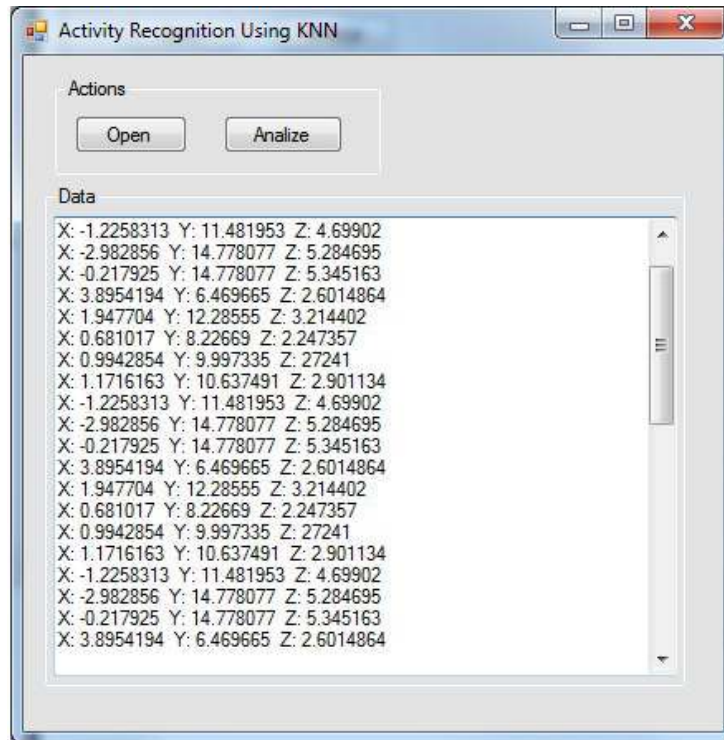 Activity Recognition Using KNN
Actions
Open Analize
Data
X: -1.2258313 Y: 11.481953 Z: 4.69902
X: -2.982856 Y: 14.778077 Z: 5.284695
X: -0.217925 Y: 14.778077 Z: 5.345163
X: 3.8954194 Y: 6.469665 Z: 2.6014864
X: 1.947704 Y: 12.28555 Z: 3.214402
X: 0.681017 Y: 8.22669 Z: 2.247357
X: 0.9942854 Y: 9.997335 Z: 27241
X: 1.1716163 Y: 10.637491 Z: 2.901134
X: -1.2258313 Y: 11.481953 Z: 4.69902
X: -2.982856 Y: 14.778077 Z: 5.284695
X: -0.217925 Y: 14.778077 Z: 5.345163
X: 3.8954194 Y: 6.469665 Z: 2.6014864
X: 1.947704 Y: 12.28555 Z: 3.214402
X: 0.681017 Y: 8.22669 Z: 2.247357
X: 0.9942854 Y: 9.997335 Z: 27241
X: 1.1716163 Y: 10.637491 Z: 2.901134
X: -1.2258313 Y: 11.481953 Z: 4.69902
X: -2.982856 Y: 14.778077 Z: 5.284695
X: -0.217925 Y: 14.778077 Z: 5.345163
X: 3.8954194 Y: 6.469665 Z: 2.6014864